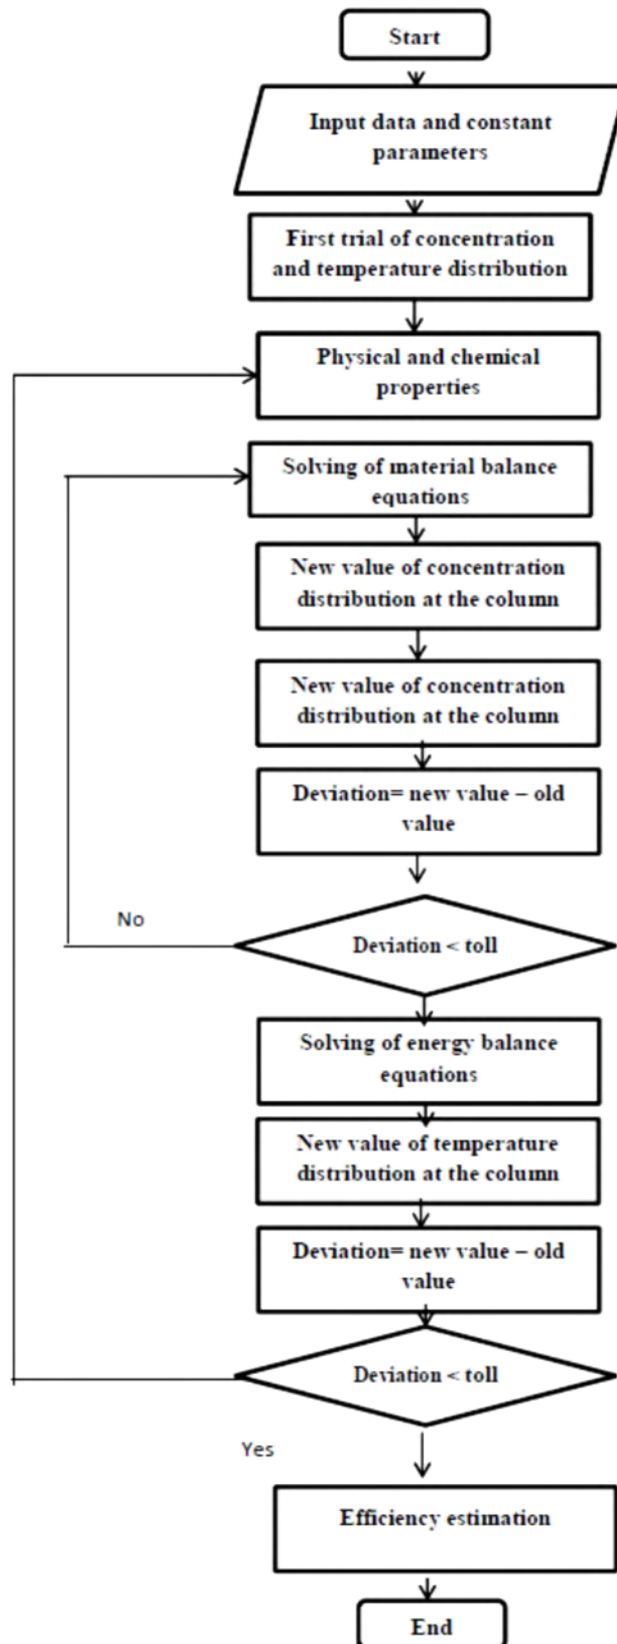 Start
Input data and constant
parameters
First trial of concentration
and temperature distribution
Physical and chemical
properties
Solving of material balance
equations
New value of concentration
distribution at the column
New value of concentration
distribution at the column
Deviation= new value – old
value
No
Deviation < toll
Solving of energy balance
equations
New value of temperature
distribution at the column
Deviation= new value – old
value
Deviation < toll
Yes
Efficiency estimation
End